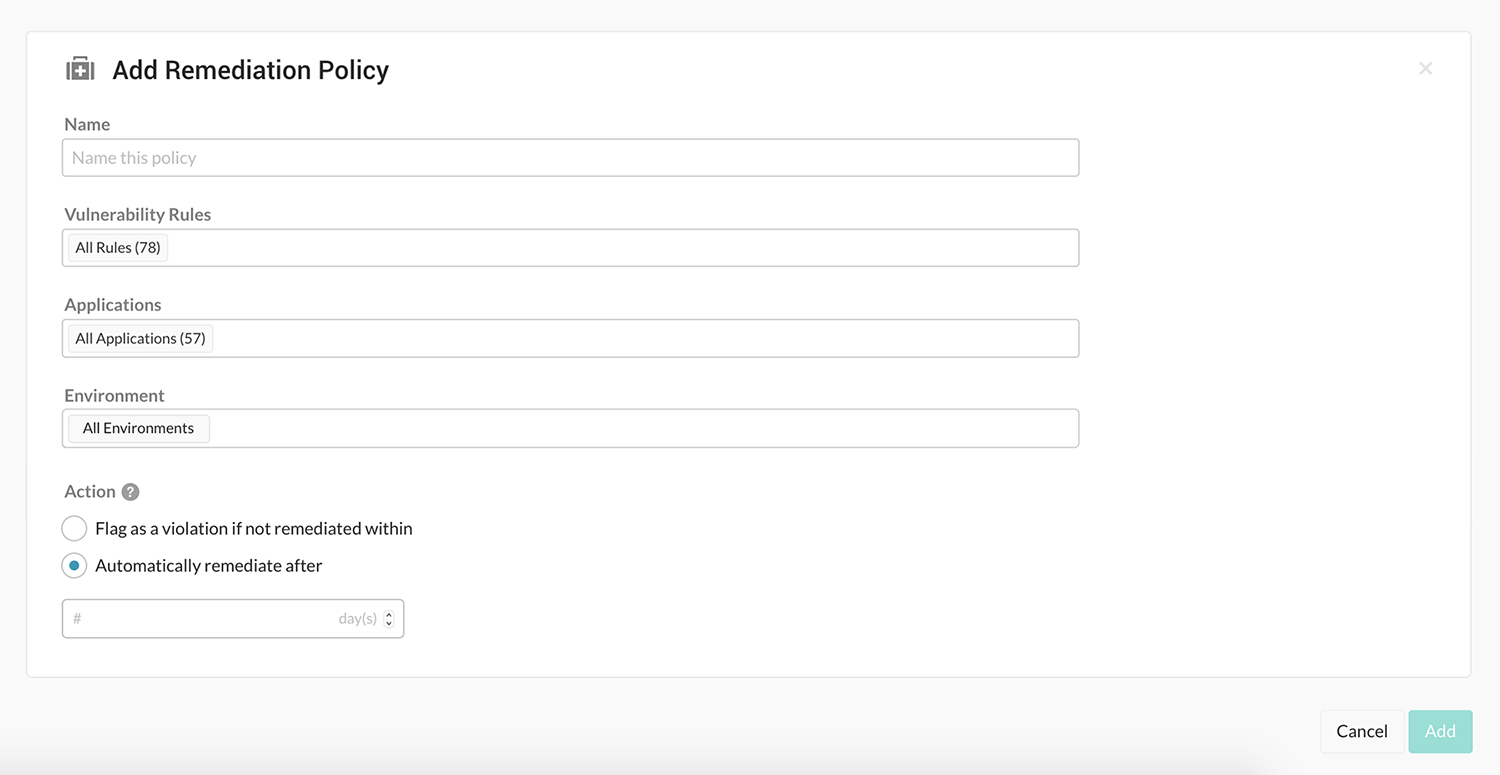 Add Remediation Policy
×
Name
Name this policy
Vulnerability Rules
All Rules (78)
Applications
All Applications (57)
Environment
All Environments
Action ?
Flag as a violation if not remediated within
Automatically remediate after
# day(s)
Cancel Add